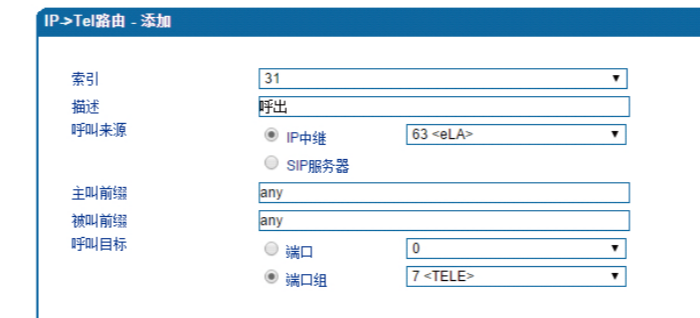 IP->Tel路由 - 添加
索引 31
描述 呼出
呼叫来源 IP中继 63 <eLA>
SIP服务器
主叫前缀 any
被叫前缀 any
呼叫目标 端口 0
端口组 7 <TELE>